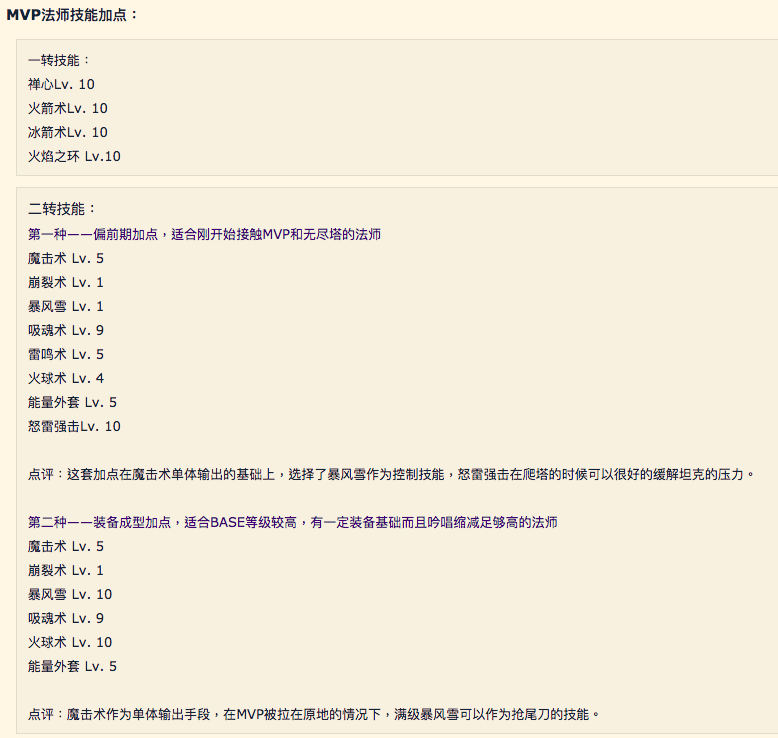 MVP法师技能加点：
一转技能：
禅心Lv. 10
火箭术Lv. 10
冰箭术Lv. 10
火焰之环 Lv.10
二转技能：
第一种——偏前期加点，适合刚开始接触MVP和无尽塔的法师
魔击术 Lv. 5
崩裂术 Lv. 1
暴风雪 Lv. 1
吸魂术 Lv. 9
雷鸣术 Lv. 5
火球术 Lv. 4
能量外套 Lv. 5
怒雷强击Lv. 10
点评：这套加点在魔击术单体输出的基础上，选择了暴风雪作为控制技能，怒雷强击在爬塔的时候可以很好的缓解坦克的压力。
第二种——装备成型加点，适合BASE等级较高，有一定装备基础而且吟唱缩减足够高的法师
魔击术 Lv. 5
崩裂术 Lv. 1
暴风雪 Lv. 10
吸魂术 Lv. 9
火球术 Lv. 10
能量外套 Lv. 5
点评：魔击术作为单体输出手段，在MVP被拉在原地的情况下，满级暴风雪可以作为抢尾刀的技能。